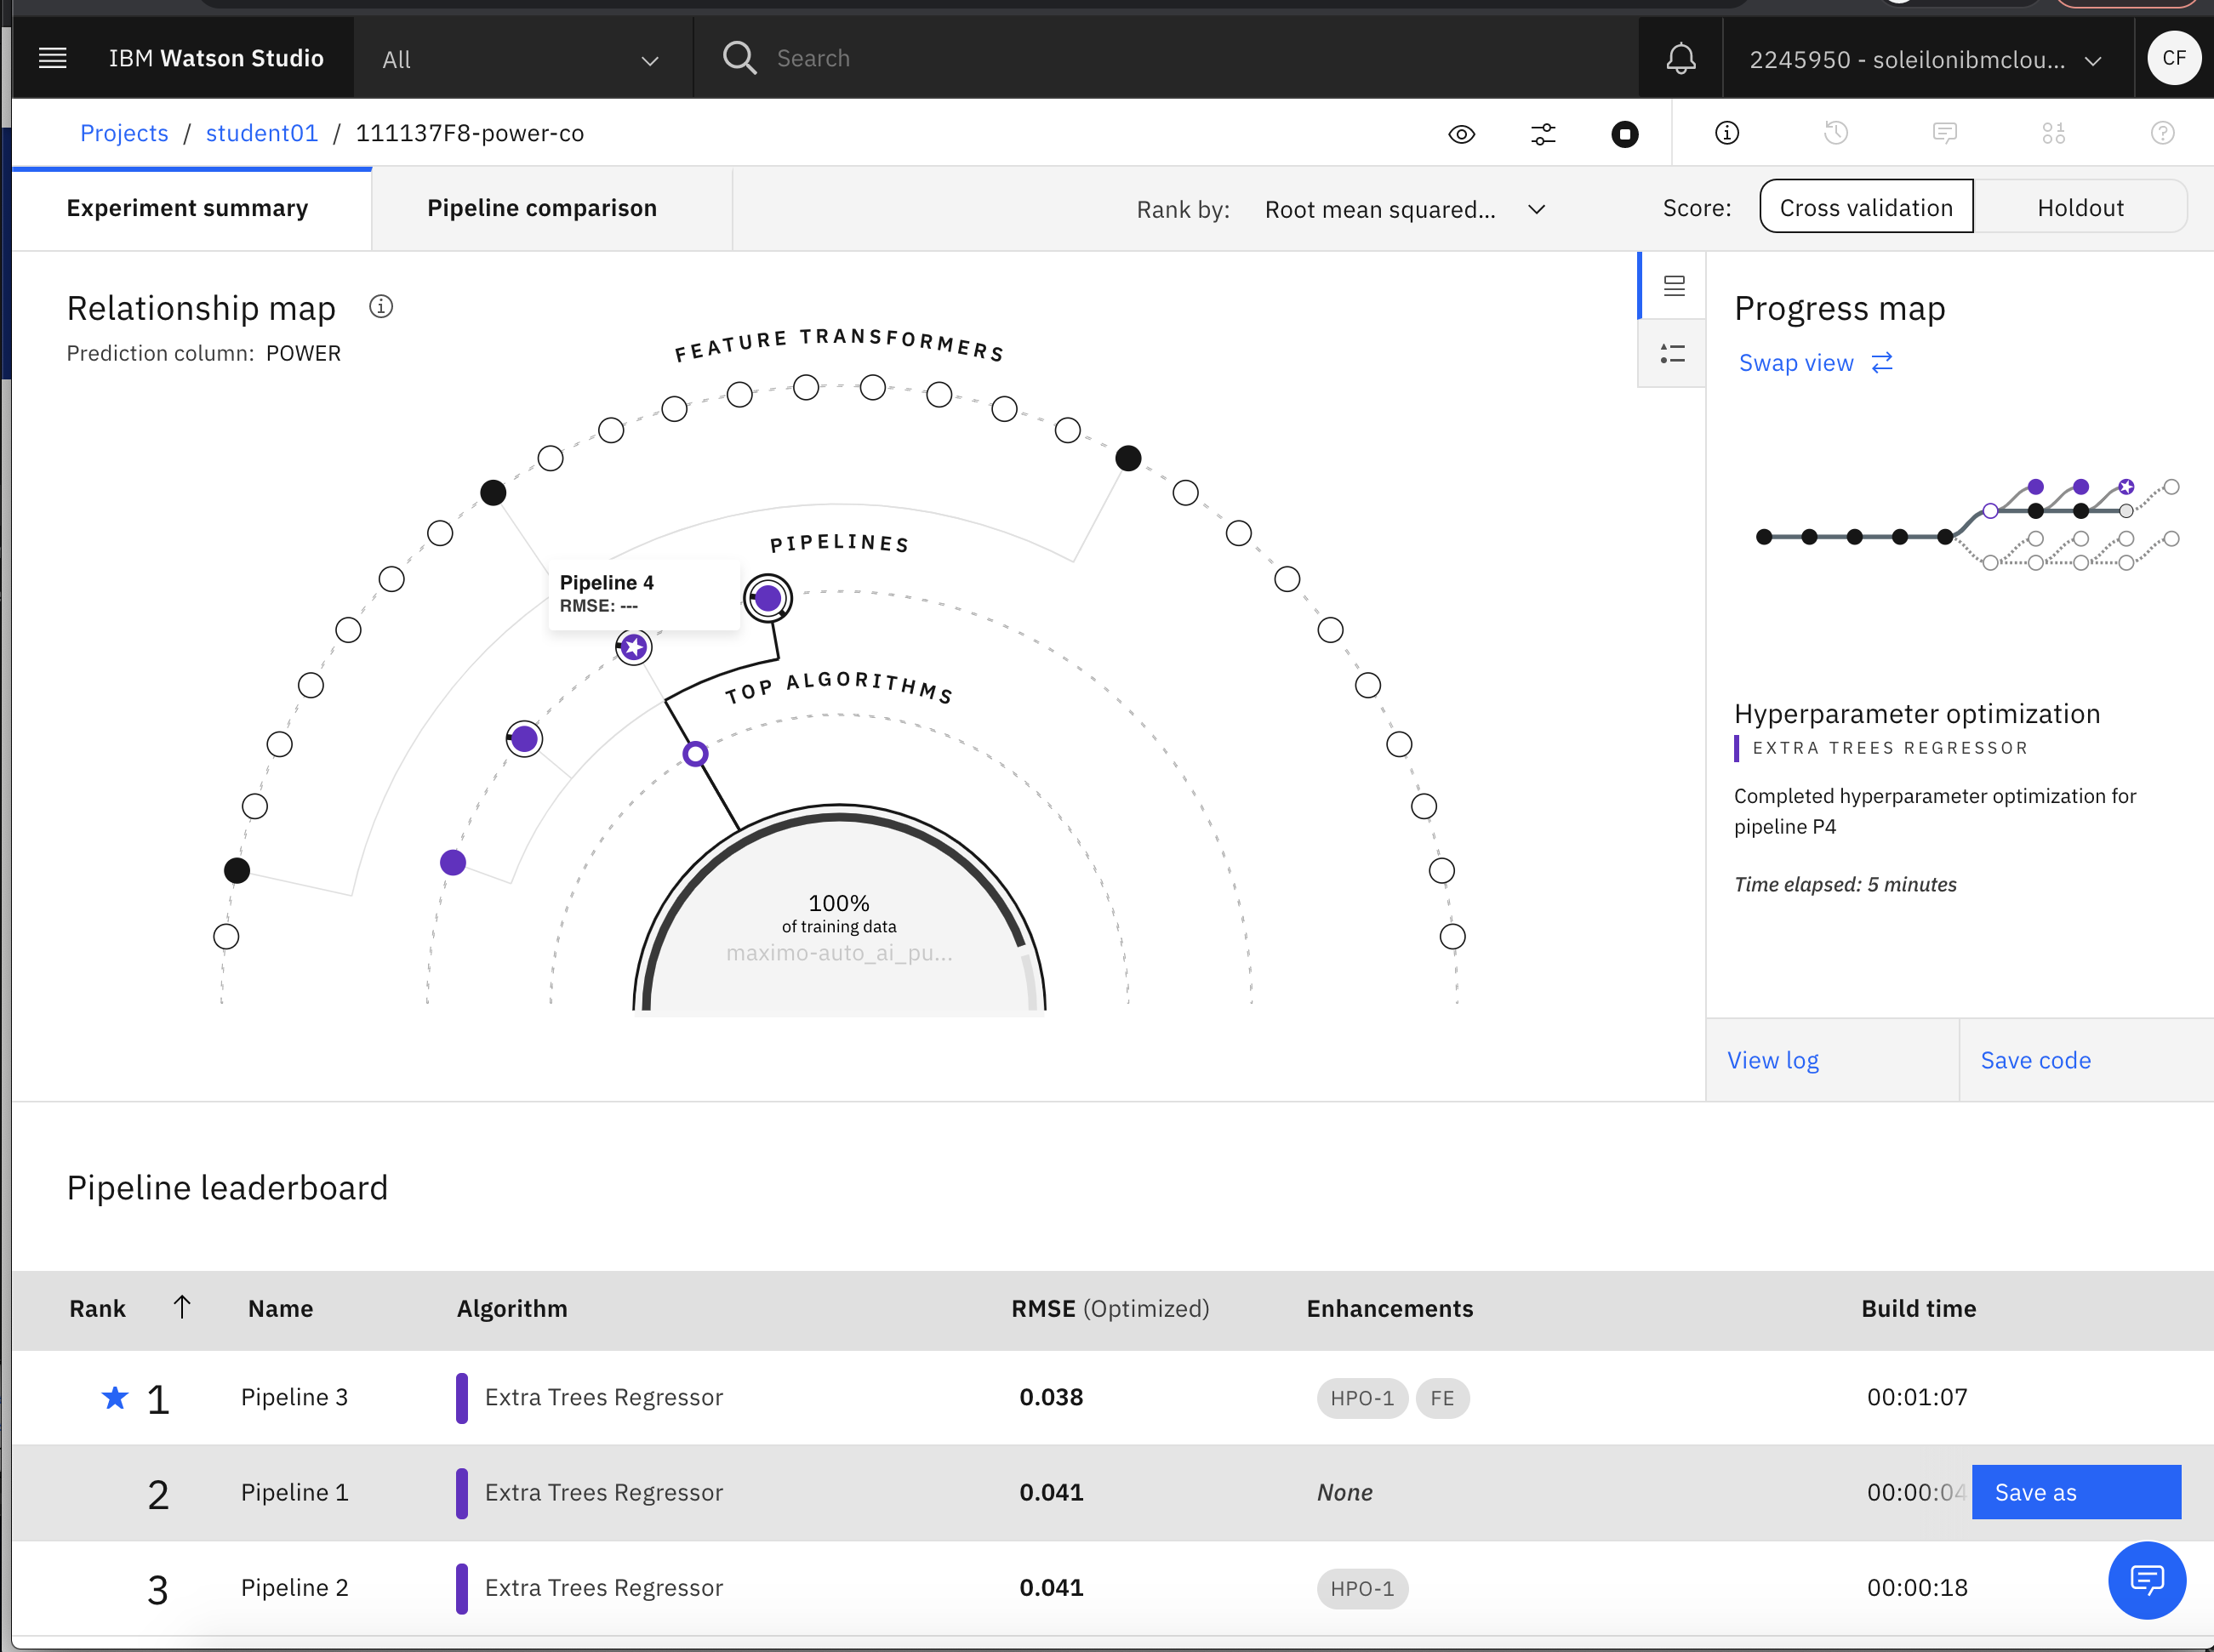 IBM Watson Studio
All
Search
2245950 - soleilonibmclou...
CF
Projects / student01 / 111137F8-power-co
Experiment summary
Pipeline comparison
Rank by: Root mean squared...
Score: Cross validation Holdout
Relationship map
Prediction column: POWER
FEATURE TRANSFORMERS
PIPELINES
Pipeline 4
RMSE: ---
TOP ALGORITHMS
100%
of training data
maximo-auto_ai_pu...
Progress map
Swap view
Hyperparameter optimization
EXTRA TREES REGRESSOR
Completed hyperparameter optimization for
pipeline P4
Time elapsed: 5 minutes
View log
Save code
Pipeline leaderboard
Rank Name Algorithm RMSE (Optimized) Enhancements Build time
1 Pipeline 3 Extra Trees Regressor 0.038 HPO-1 FE 00:01:07
2 Pipeline 1 Extra Trees Regressor 0.041 None 00:00:04 Save as
3 Pipeline 2 Extra Trees Regressor 0.041 HPO-1 00:00:18